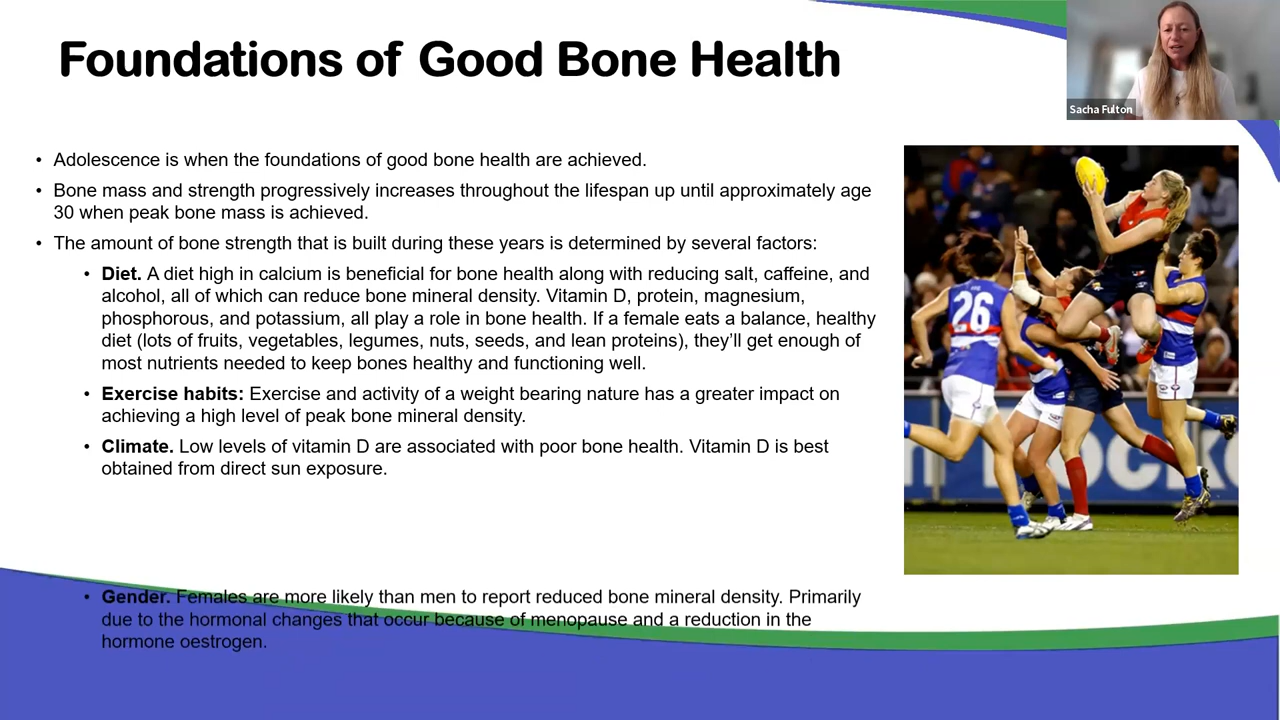 Foundations of Good Bone Health
Sacha Fulton
• Adolescence is when the foundations of good bone health are achieved.
• Bone mass and strength progressively increases throughout the lifespan up until approximately age
30 when peak bone mass is achieved.
• The amount of bone strength that is built during these years is determined by several factors:
• Diet. A diet high in calcium is beneficial for bone health along with reducing salt, caffeine, and
alcohol, all of which can reduce bone mineral density. Vitamin D, protein, magnesium,
phosphorous, and potassium, all play a role in bone health. If a female eats a balance, healthy
diet (lots of fruits, vegetables, legumes, nuts, seeds, and lean proteins), they’ll get enough of
most nutrients needed to keep bones healthy and functioning well.
• Exercise habits: Exercise and activity of a weight bearing nature has a greater impact on
achieving a high level of peak bone mineral density.
• Climate. Low levels of vitamin D are associated with poor bone health. Vitamin D is best
obtained from direct sun exposure.
• Gender. Females are more likely than men to report reduced bone mineral density. Primarily
due to the hormonal changes that occur because of menopause and a reduction in the
hormone oestrogen.
26